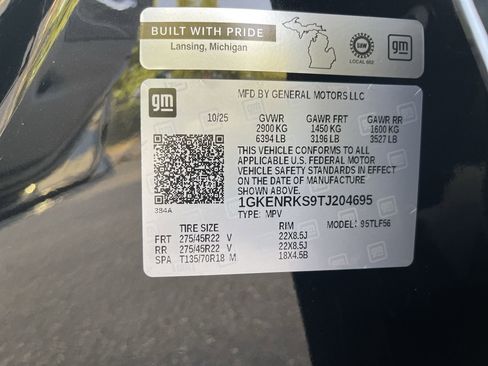 BUILT WITH PRIDE
Lansing, Michigan
UAW
LOCAL 602
gm
gm
MFD BY GENERAL MOTORS LLC
10/25 GVWR GAWR FRT GAWR RR
2900 KG 1450 KG 1600 KG
6394 LB 3196 LB 3527 LB
THIS VEHICLE CONFORMS TO ALL
APPLICABLE U.S. FEDERAL MOTOR
VEHICLE SAFETY STANDARDS IN EFFECT
ON THE DATE OF MANUFACTURE
SHOWN ABOVE
1GKENRKS9TJ204695
TYPE: MPV
384A
TIRE SIZE RIM MODEL: 95TLF56
FRT 275/45R22 V 22X8.5J
RR 275/45R22 V 22X8.5J
SPA T135/70R18 M 18X4.5B